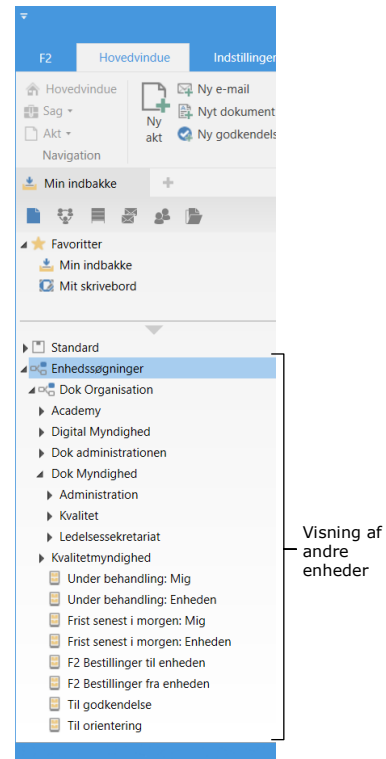 F2 Hovedvindue Indstillinger
Hovedvindue
Sag
Akt
Navigation
Ny
akt
Ny e-mail
Nyt dokument
Ny godkendels
Min indbakke
Favoritter
Min indbakke
Mit skrivebord
Standard
Enhedssøgninger
Dok Organisation
Academy
Digital Myndighed
Dok administrationen
Dok Myndighed
Administration
Kvalitet
Ledelsessekretariat
Kvalitetmyndighed
Under behandling: Mig
Under behandling: Enheden
Frist senest i morgen: Mig
Frist senest i morgen: Enheden
F2 Bestillinger til enheden
F2 Bestillinger fra enheden
Til godkendelse
Til orientering
Visning af
andre
enheder